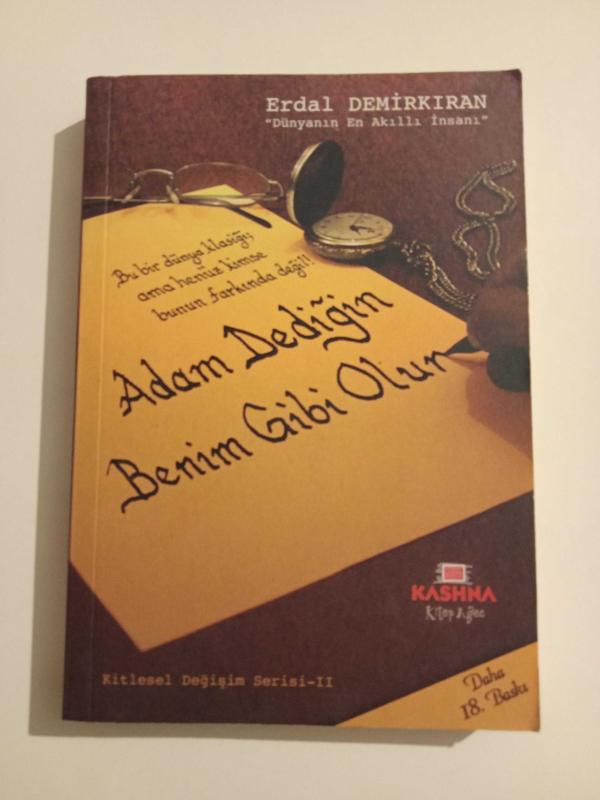 Erdal DEMİRKIRAN
"Dünyanın En Akıllı İnsanı"
Bu bir dünya klasiği;
ama henüz kimse
bunun farkında değil!
Adam Dediğin
Benim Gibi Olur
KASHNA
Kitap Ağacı
Kitlesel Değişim Serisi-II
Daha
18. Baskı